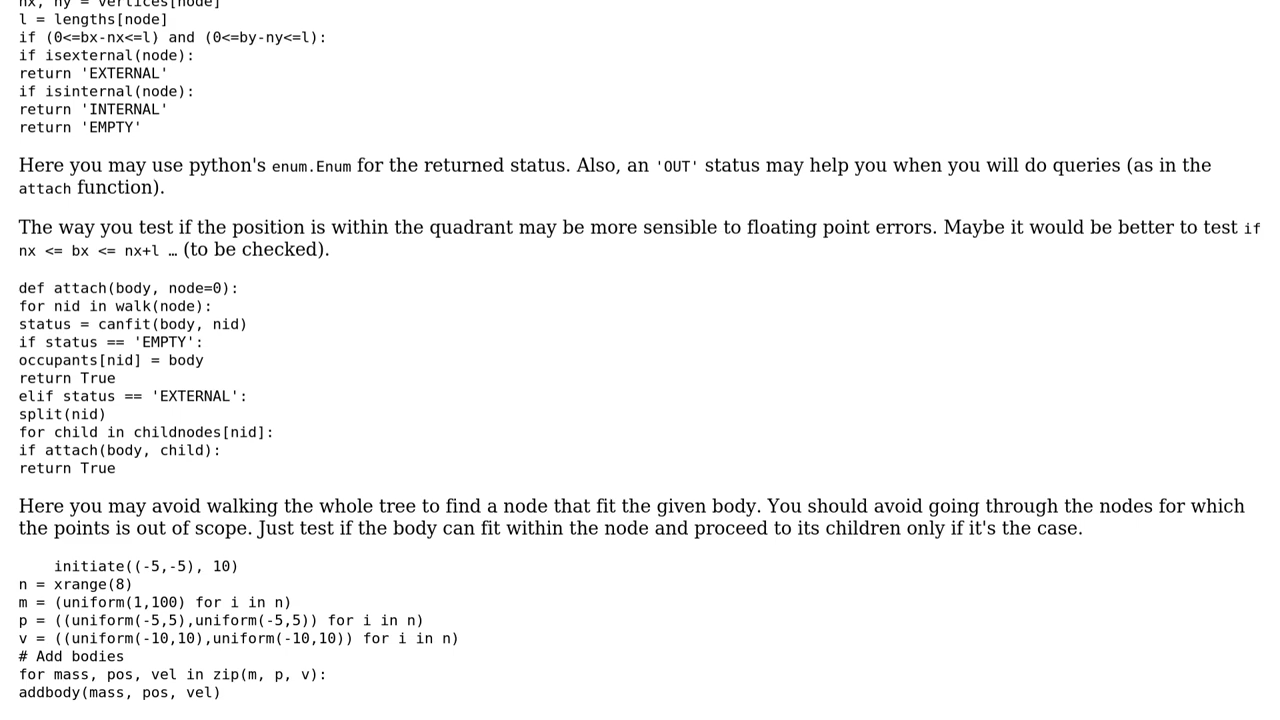 nx, ny = vertices[node]
l = lengths[node]
if (0<=bx-nx<=l) and (0<=by-ny<=l):
if isexternal(node):
return 'EXTERNAL'
if isinternal(node):
return 'INTERNAL'
return 'EMPTY'
Here you may use python's enum.Enum for the returned status. Also, an 'OUT' status may help you when you will do queries (as in the
attach function).
The way you test if the position is within the quadrant may be more sensible to floating point errors. Maybe it would be better to test if
nx <= bx <= nx+l … (to be checked).
def attach(body, node=0):
for nid in walk(node):
status = canfit(body, nid)
if status == 'EMPTY':
occupants[nid] = body
return True
elif status == 'EXTERNAL':
split(nid)
for child in childnodes[nid]:
if attach(body, child):
return True
Here you may avoid walking the whole tree to find a node that fit the given body. You should avoid going through the nodes for which
the points is out of scope. Just test if the body can fit within the node and proceed to its children only if it's the case.
initiate((-5,-5), 10)
n = xrange(8)
m = (uniform(1,100) for i in n)
p = ((uniform(-5,5),uniform(-5,5)) for i in n)
v = ((uniform(-10,10),uniform(-10,10)) for i in n)
# Add bodies
for mass, pos, vel in zip(m, p, v):
addbody(mass, pos, vel)